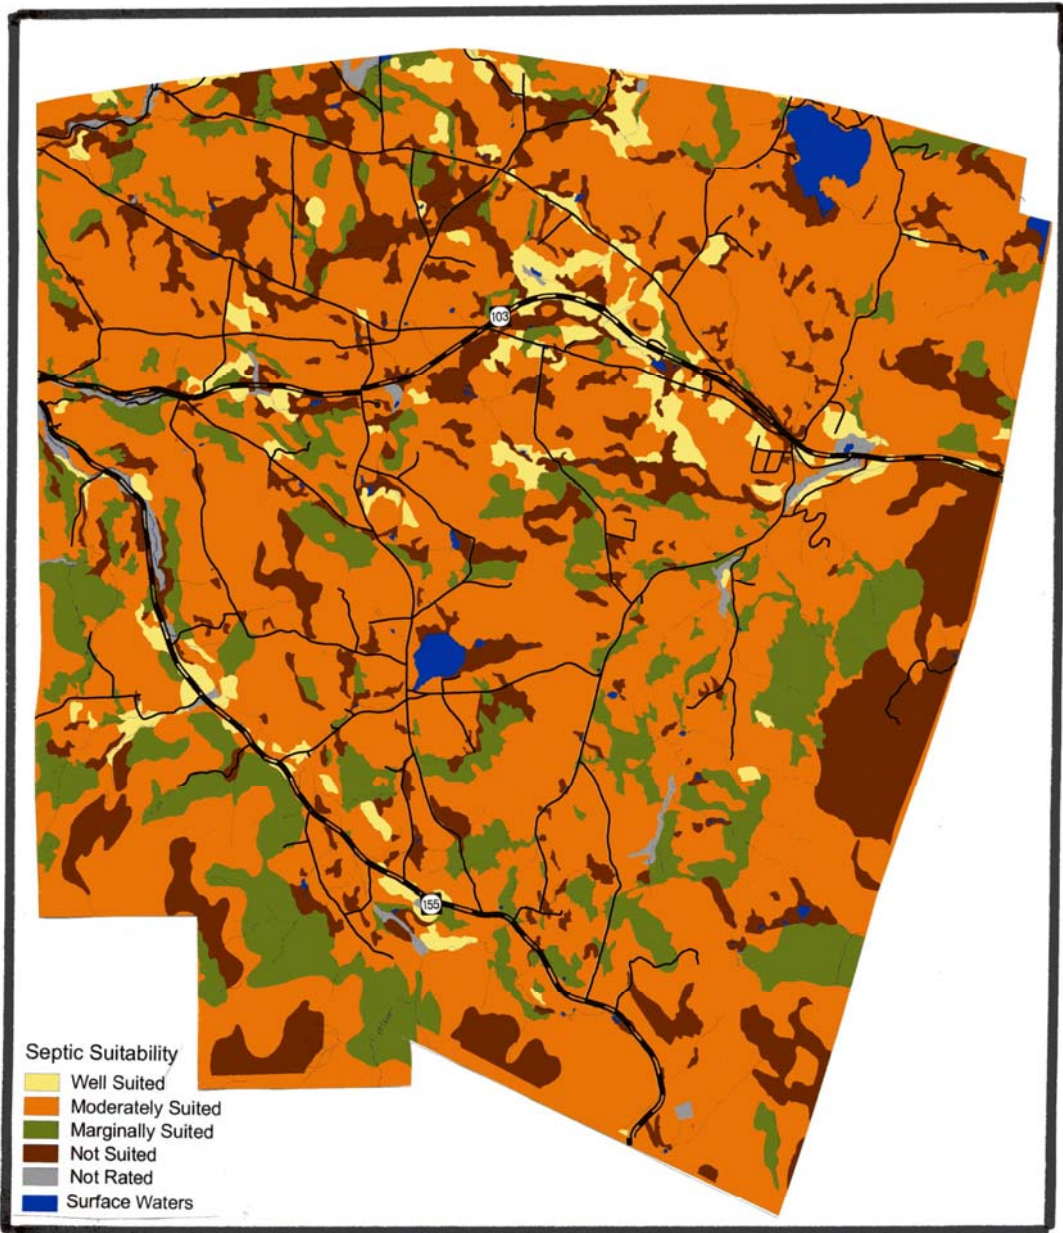 103
155
Septic Suitability
Well Suited
Moderately Suited
Marginally Suited
Not Suited
Not Rated
Surface Waters